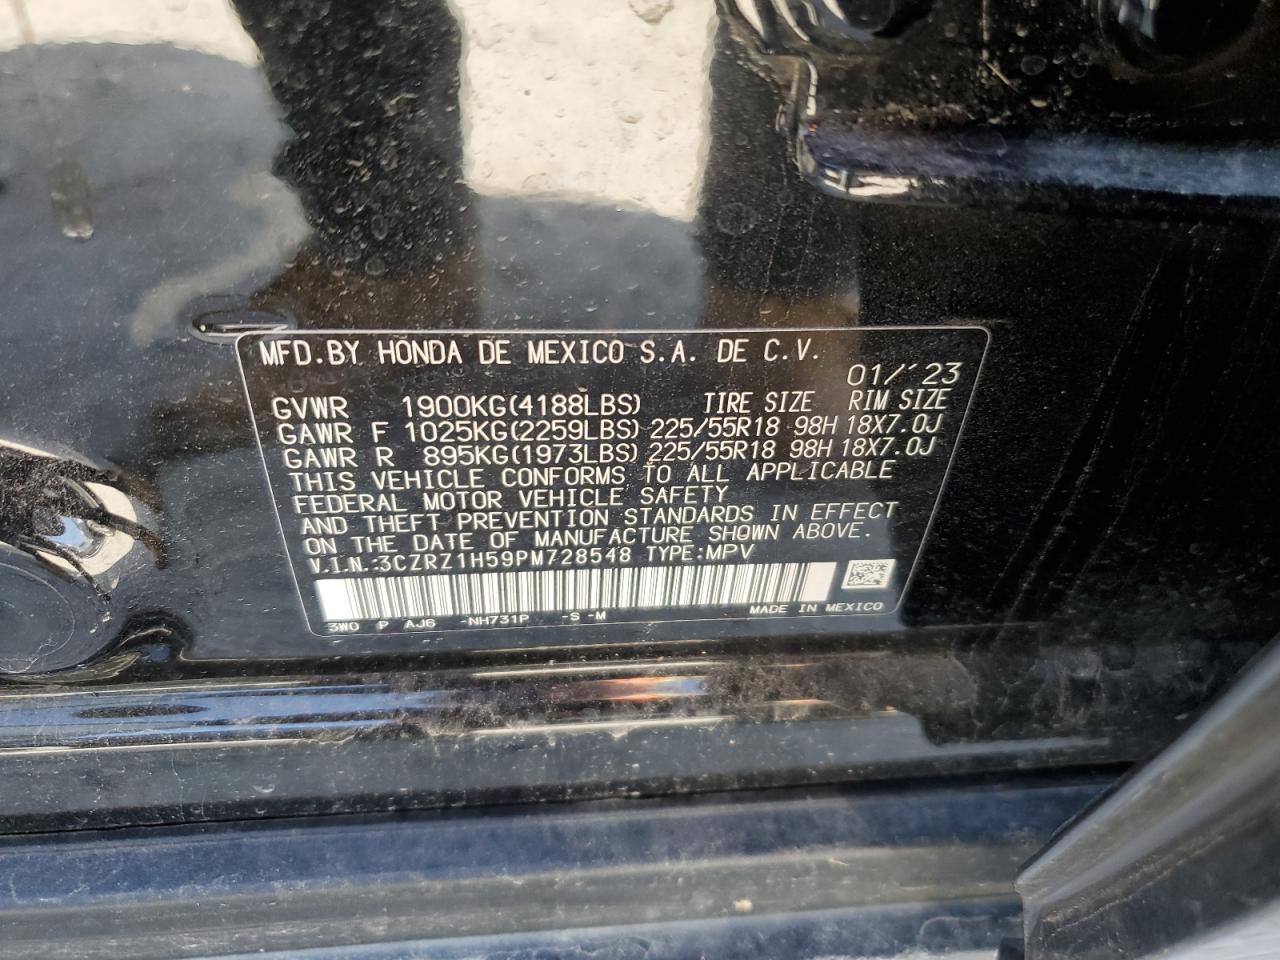 MFD.BY HONDA DE MEXICO S.A. DE C.V.
01/'23
GVWR 1900KG(4188LBS) TIRE SIZE RIM SIZE
GAWR F 1025KG(2259LBS) 225/55R18 98H 18X7.0J
GAWR R 895KG(1973LBS) 225/55R18 98H 18X7.0J
THIS VEHICLE CONFORMS TO ALL APPLICABLE
FEDERAL MOTOR VEHICLE SAFETY
AND THEFT PREVENTION STANDARDS IN EFFECT
ON THE DATE OF MANUFACTURE SHOWN ABOVE.
V.I.N.:3CZRZ1H59PM728548 TYPE:MPV
3W0 P AJ6 -NH731P -S -M MADE IN MEXICO